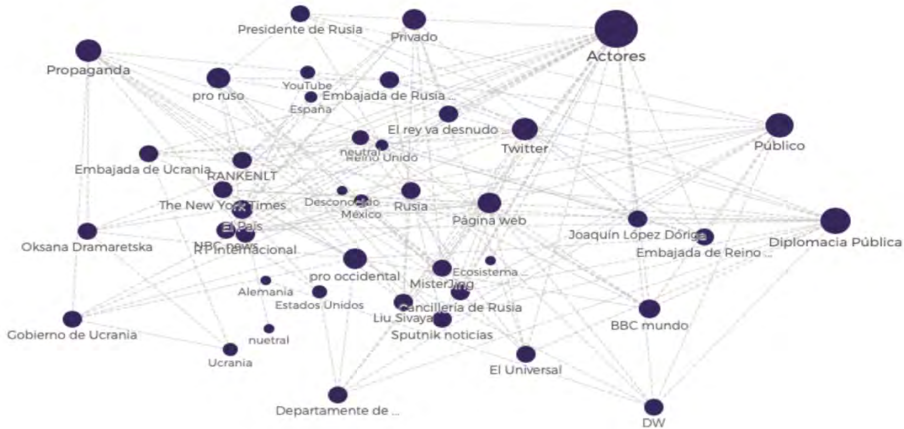 Presidente de Rusia
Privado
Actores
Propaganda
pro ruso
YouTube
España
Embajada de Rusia
El rey va desnudo
Twitter
Público
neutral
Reino Unido
Embajada de Ucrania
RANKENLT
The New York Times
Desconocido
México
Rusia
Página web
El País
NBC news
RT internacional
Joaquín López Dóriga
Diplomacia Pública
Oksana Dramaretska
Embajada de Reino ...
pro occidental
MisterJing
Ecosistema ...
Alemania
Estados Unidos
Cancillería de Rusia
Liu Sivaya
BBC mundo
Gobierno de Ucrania
nuetral
Sputnik noticias
Ucrania
El Universal
Departamente de ...
DW